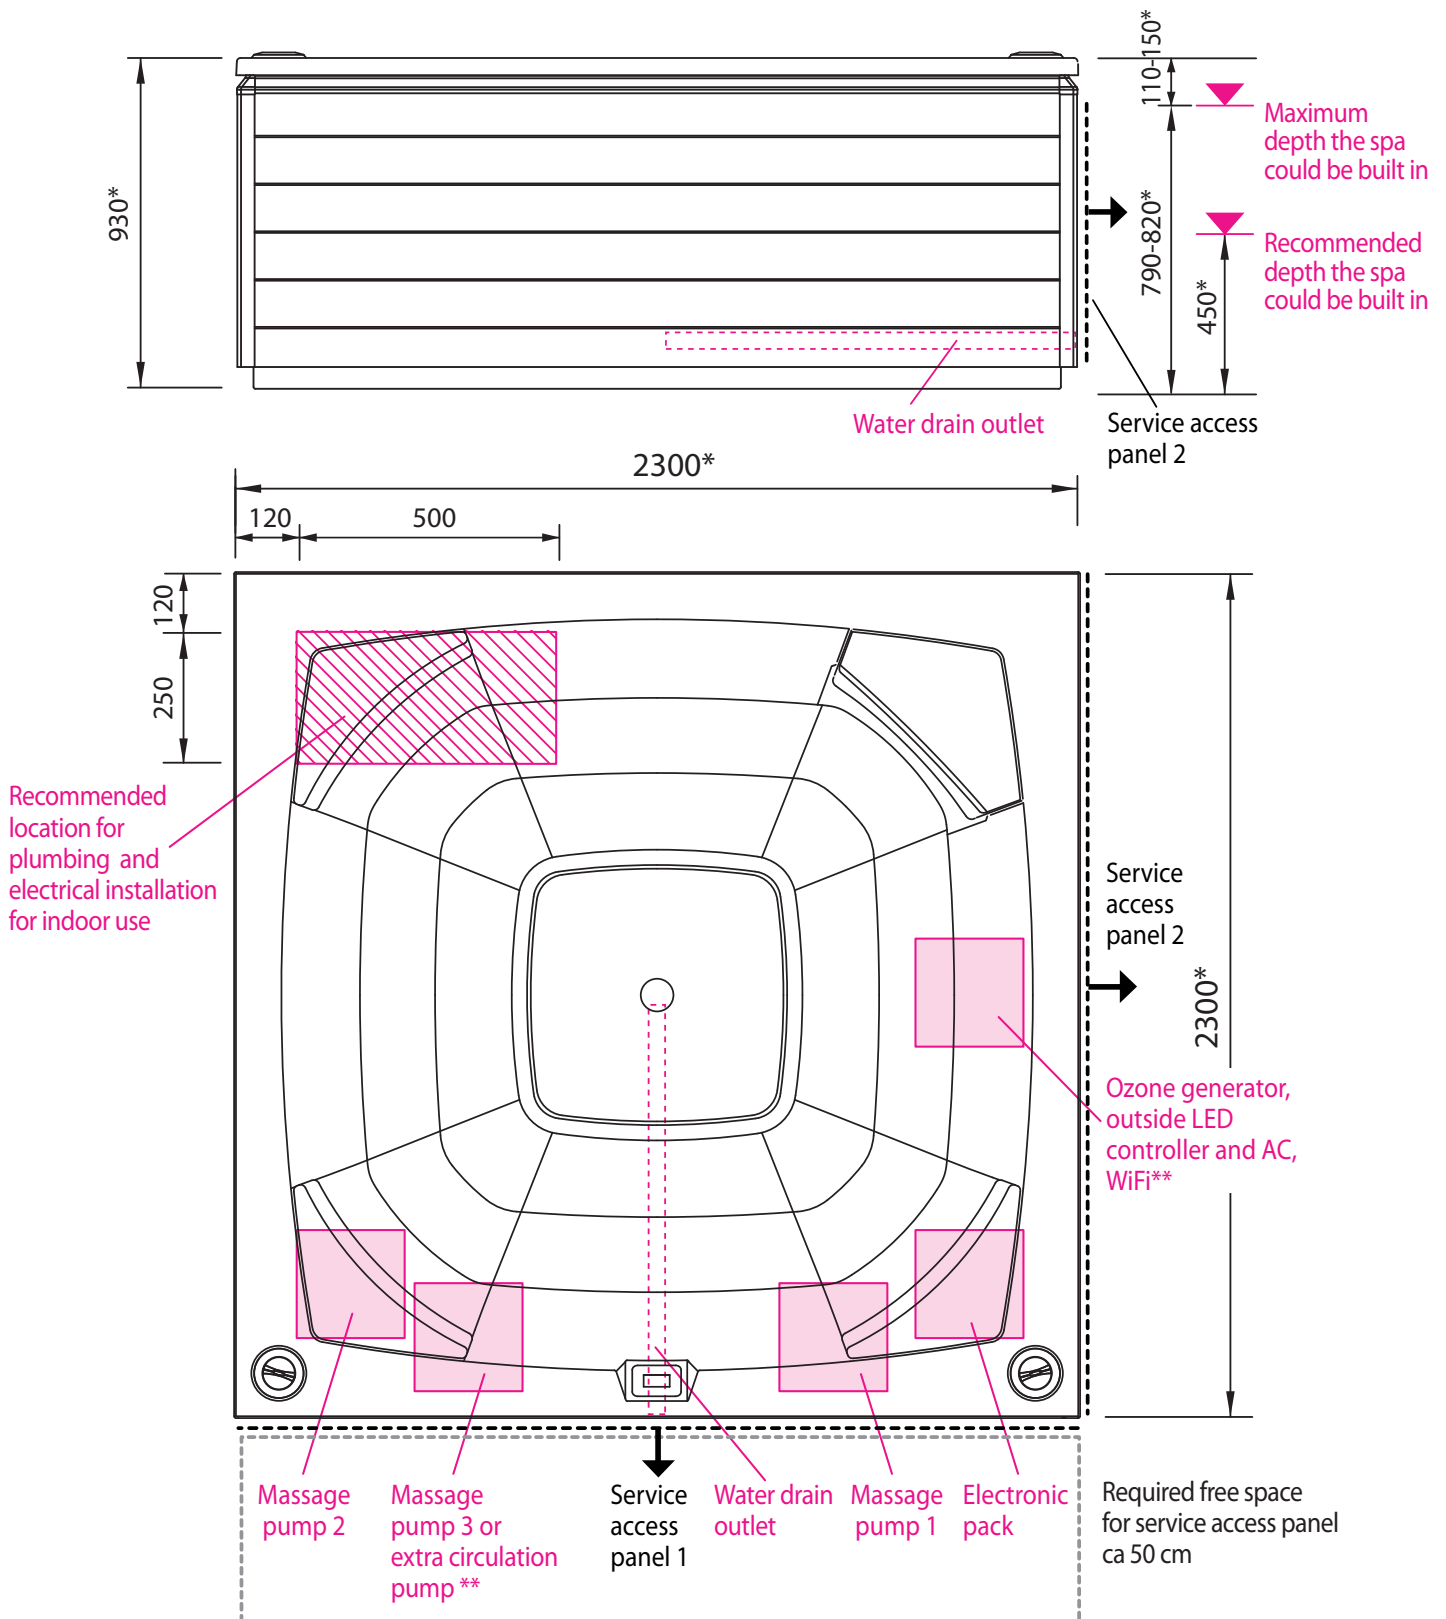 110-150*
Maximum
depth the spa
could be built in
930*
790-820*
Recommended
depth the spa
could be built in
450*
Water drain outlet
Service access
panel 2
2300*
120
500
120
250
Recommended
location for
plumbing and
electrical installation
for indoor use
Service
access
panel 2
2300*
Ozone generator,
outside LED
controller and AC,
WiFi**
Massage
pump 2
Massage
pump 3 or
extra circulation
pump **
Service
access
panel 1
Water drain
outlet
Massage
pump 1
Electronic
pack
Required free space
for service access panel
ca 50 cm